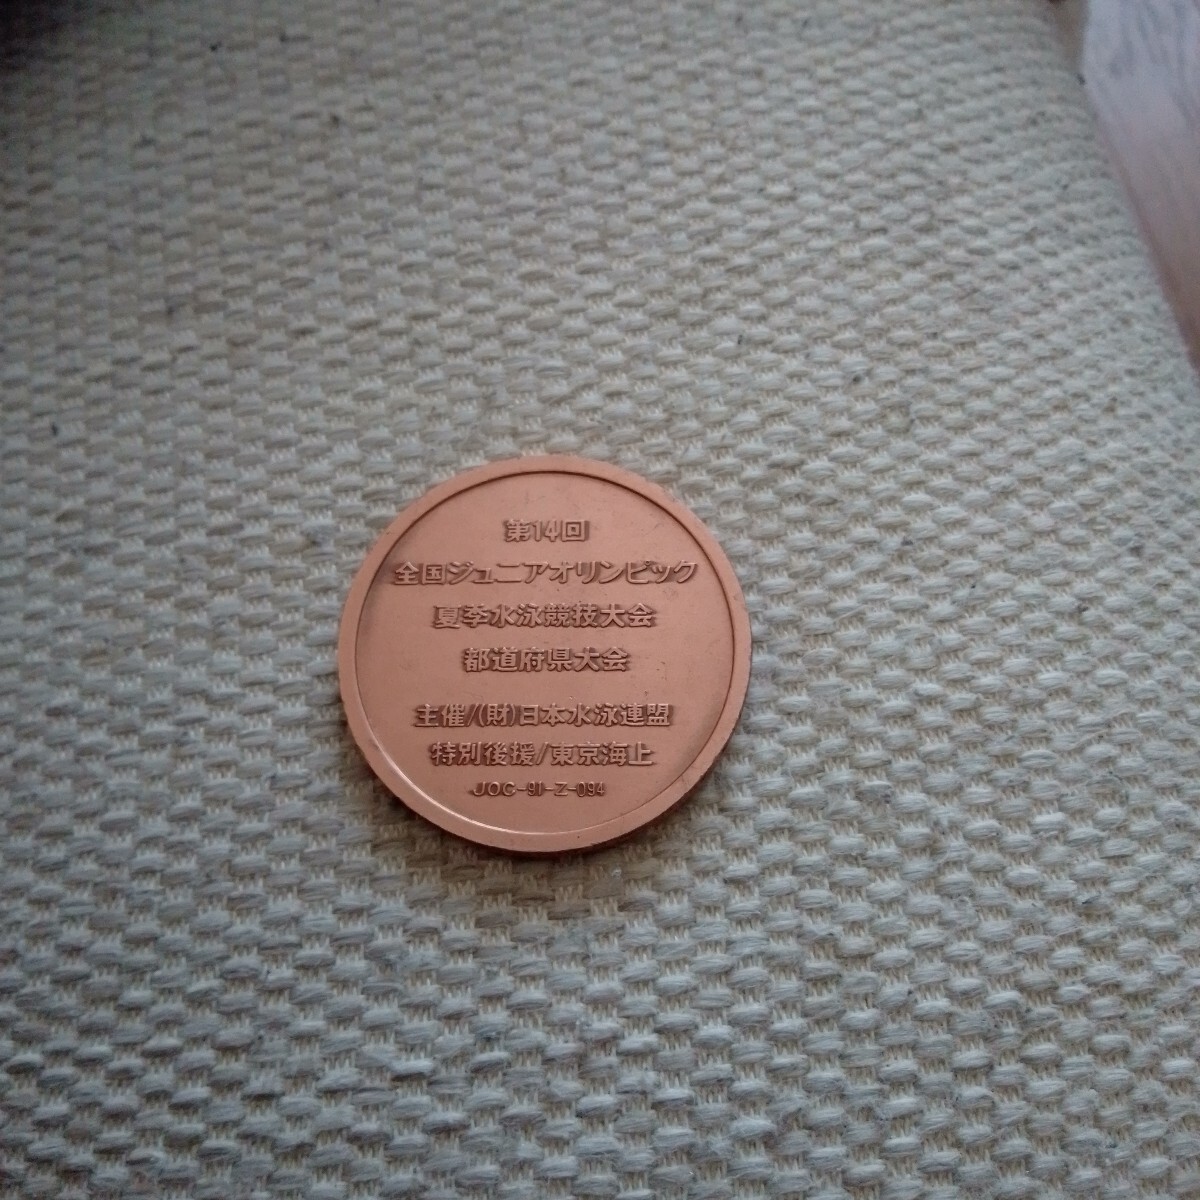 第14回
全国ジュニアオリンピック
夏季水泳競技大会
都道府県大会
主催/(財)日本水泳連盟
特別後援/東京海上
JOC-91-Z-094